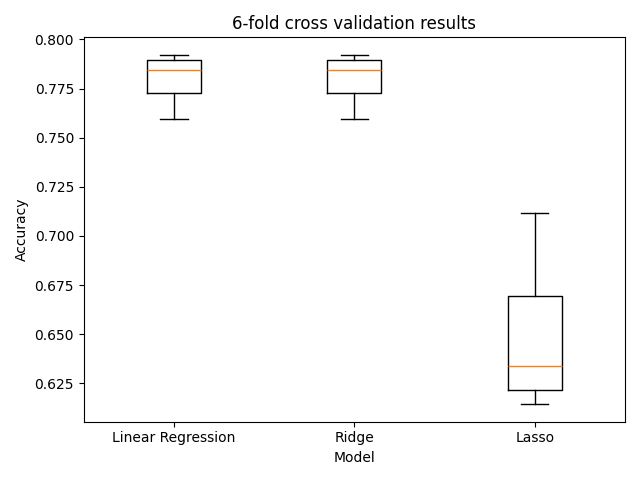 6-fold cross validation results
0.800
0.775
0.750
0.725
0.700
0.675
0.650
0.625
Accuracy
Linear Regression
Ridge
Lasso
Model